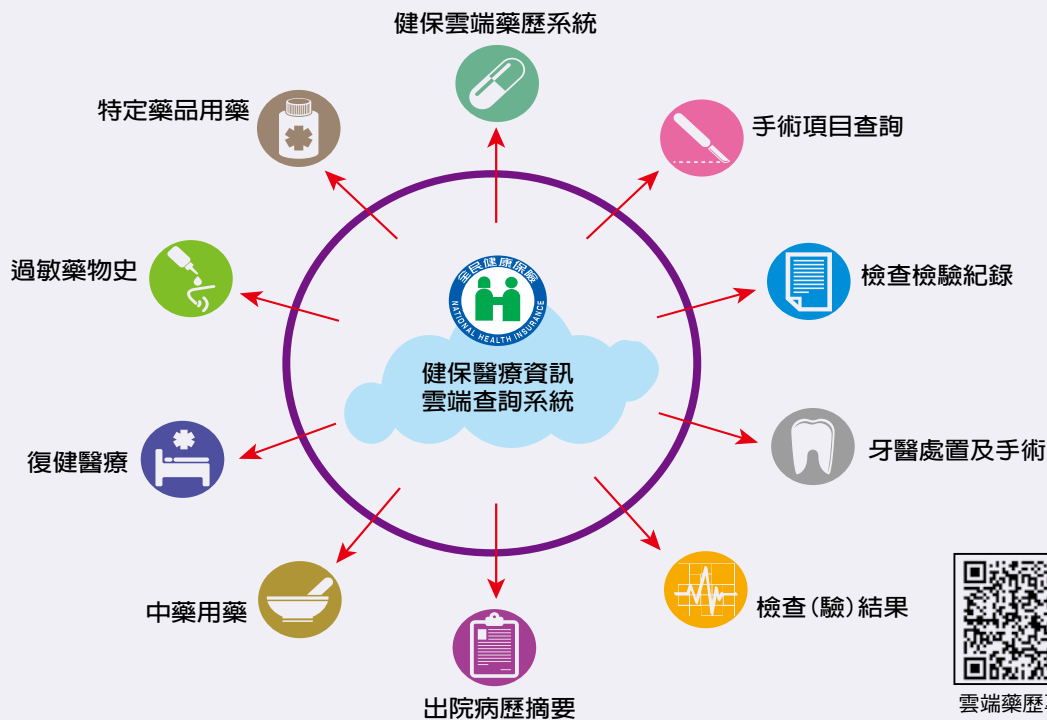 健保雲端藥歷系統
特定藥品用藥
手術項目查詢
過敏藥物史
檢查檢驗紀錄
全民健康保險
NATIONAL HEALTH INSURANCE
健保醫療資訊
雲端查詢系統
復健醫療
牙醫處置及手術
中藥用藥
檢查(驗)結果
出院病歷摘要
雲端藥歷